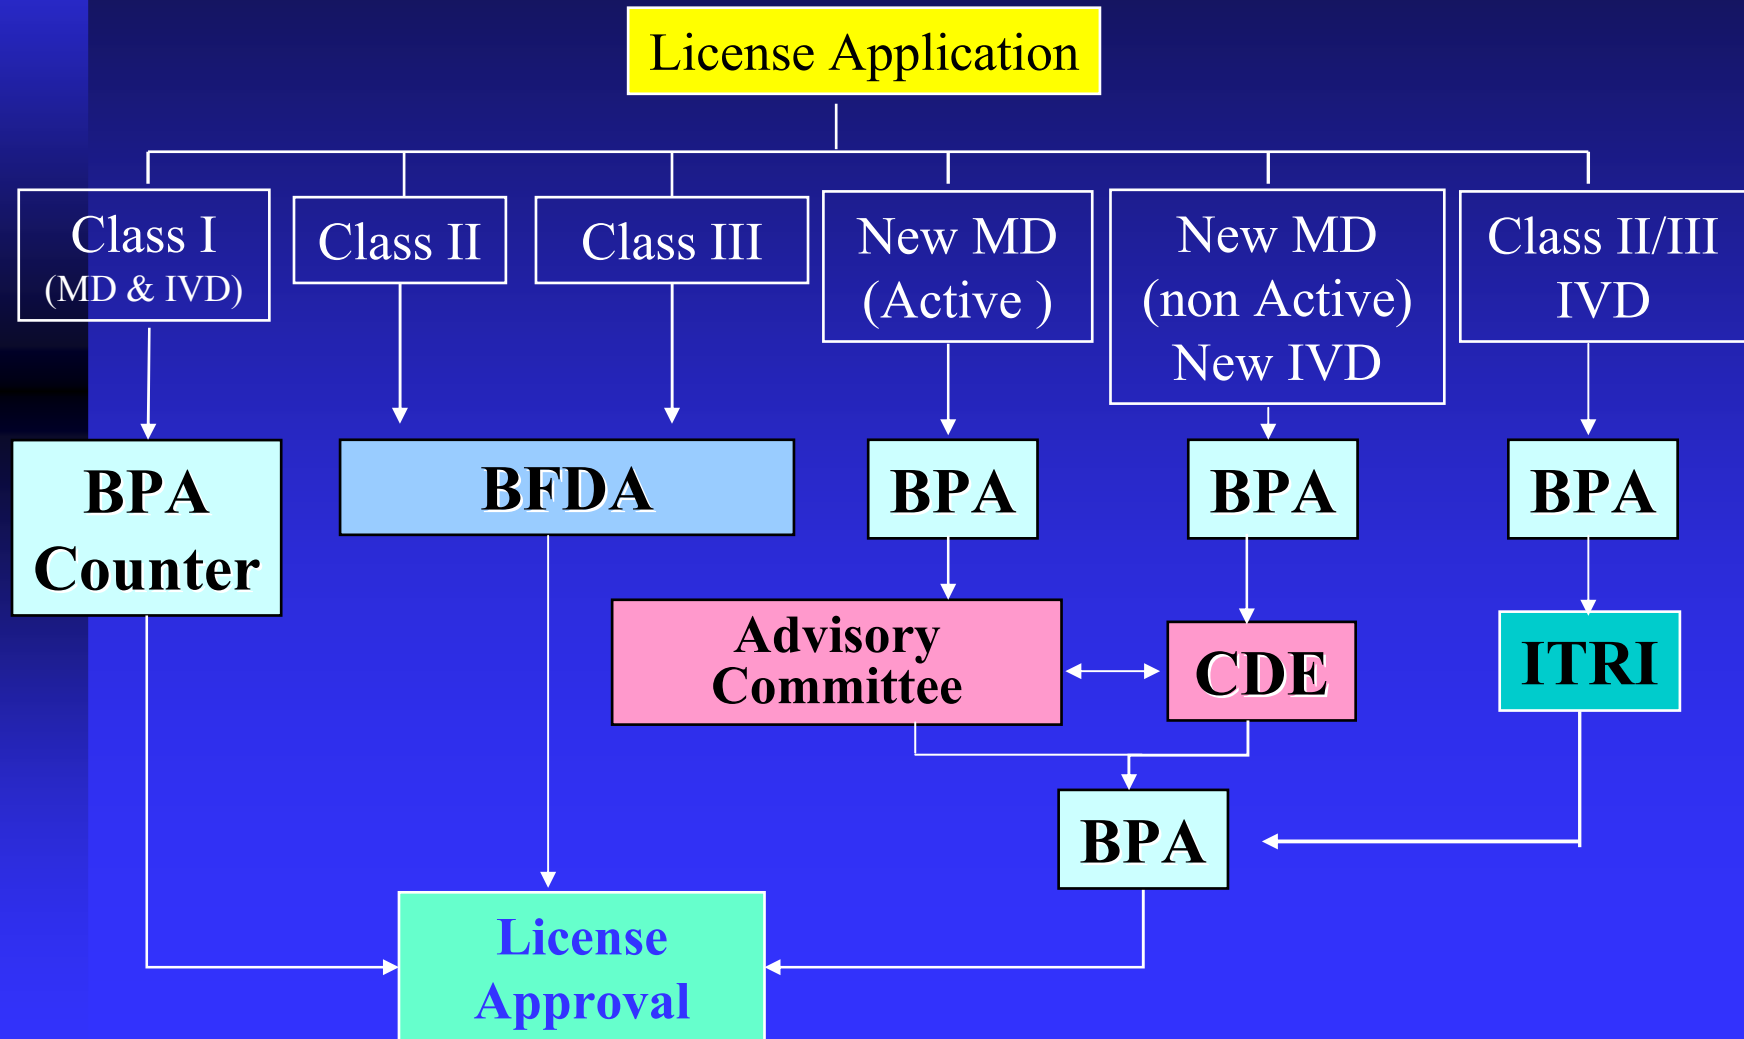 License Application
Class I
(MD & IVD)
Class II
Class III
New MD
(Active )
New MD
(non Active)
New IVD
Class II/III
IVD
BPA
Counter
BFDA
BPA
BPA
BPA
Advisory
Committee
CDE
ITRI
BPA
License
Approval